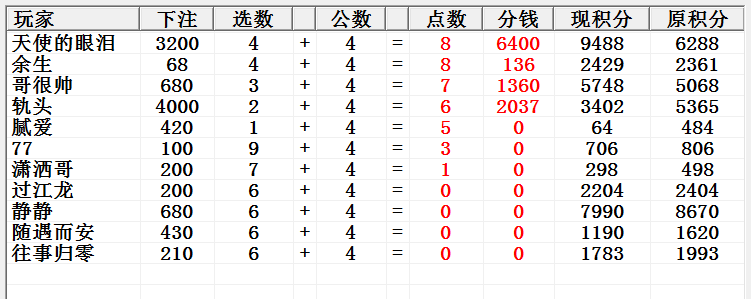 玩家 下注 选数 公数 点数 分钱 现积分 原积分
天使的眼泪 3200 4 + 4 = 8 6400 9488 6288
余生 68 4 + 4 = 8 136 2429 2361
哥很帅 680 3 + 4 = 7 1360 5748 5068
轨头 4000 2 + 4 = 6 2037 3402 5365
腻爱 420 1 + 4 = 5 0 64 484
77 100 9 + 4 = 3 0 706 806
潇洒哥 200 7 + 4 = 1 0 298 498
过江龙 200 6 + 4 = 0 0 2204 2404
静静 680 6 + 4 = 0 0 7990 8670
随遇而安 430 6 + 4 = 0 0 1190 1620
往事归零 210 6 + 4 = 0 0 1783 1993